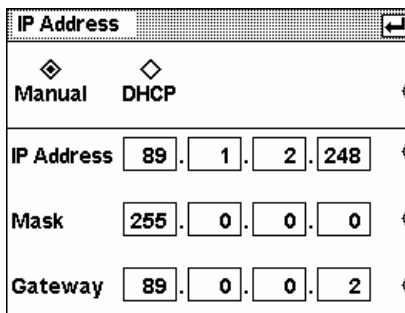 IP Address
Manual DHCP
IP Address 89 . 1 . 2 . 248
Mask 255 . 0 . 0 . 0
Gateway 89 . 0 . 0 . 2